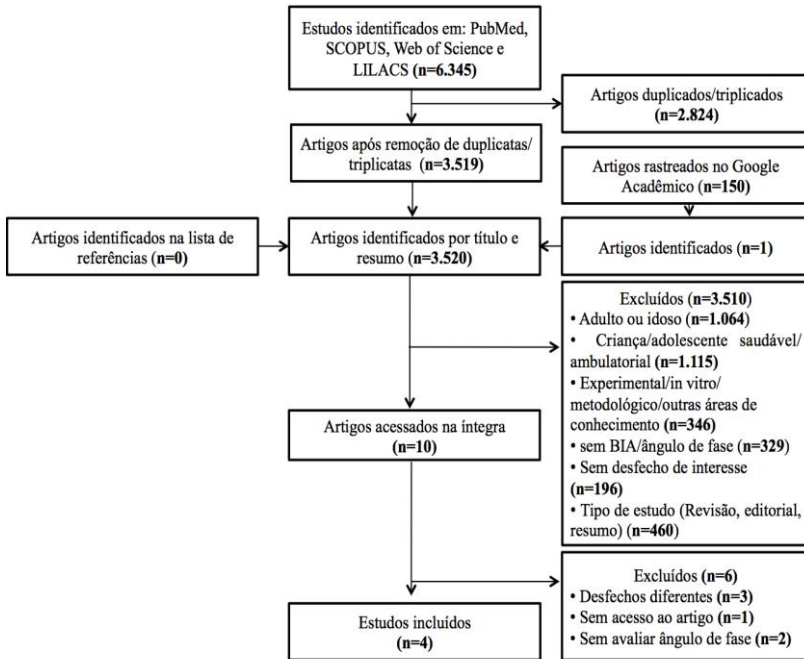 Estudos identificados em: PubMed,
SCOPUS, Web of Science e
LILACS (n=6.345)
Artigos duplicados/triplicados
(n=2.824)
Artigos após remoção de duplicatas/
triplicatas (n=3.519)
Artigos rastreados no Google
Acadêmico (n=150)
Artigos identificados na lista de
referências (n=0)
Artigos identificados por título e
resumo (n=3.520)
Artigos identificados (n=1)
Excluídos (n=3.510)
• Adulto ou idoso (n=1.064)
• Criança/adolescente saudável/
ambulatorial (n=1.115)
• Experimental/in vitro/
metodológico/outras áreas de
conhecimento (n=346)
• sem BIA/ângulo de fase (n=329)
• Sem desfecho de interesse
(n=196)
• Tipo de estudo (Revisão, editorial,
resumo) (n=460)
Artigos acessados na íntegra
(n=10)
Excluídos (n=6)
• Desfechos diferentes (n=3)
• Sem acesso ao artigo (n=1)
• Sem avaliar ângulo de fase (n=2)
Estudos incluídos
(n=4)